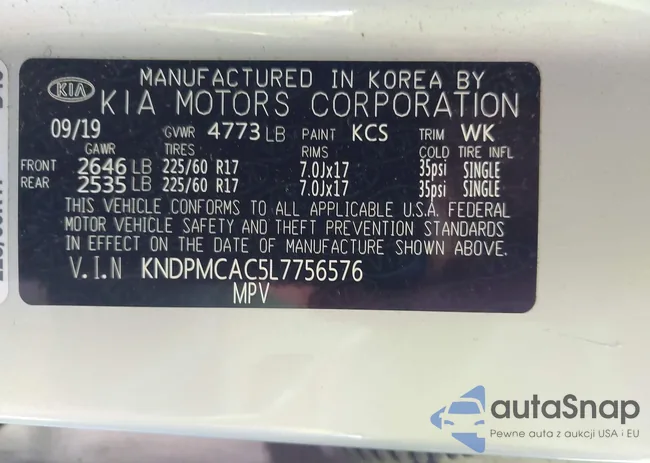 MANUFACTURED IN KOREA BY
KIA KIA MOTORS CORPORATION
09/19 GVWR 4773 LB PAINT KCS TRIM WK
GAWR TIRES RIMS COLD TIRE INFL
FRONT 2646 LB 225/60 R17 7.0Jx17 35psi SINGLE
REAR 2535 LB 225/60 R17 7.0Jx17 35psi SINGLE
THIS VEHICLE CONFORMS TO ALL APPLICABLE U.S.A. FEDERAL
MOTOR VEHICLE SAFETY AND THEFT PREVENTION STANDARDS
IN EFFECT ON THE DATE OF MANUFACTURE SHOWN ABOVE.
V.I.N KNDPMCAC5L7756576
MPV
autaSnap
Pewne auta z aukcji USA i EU